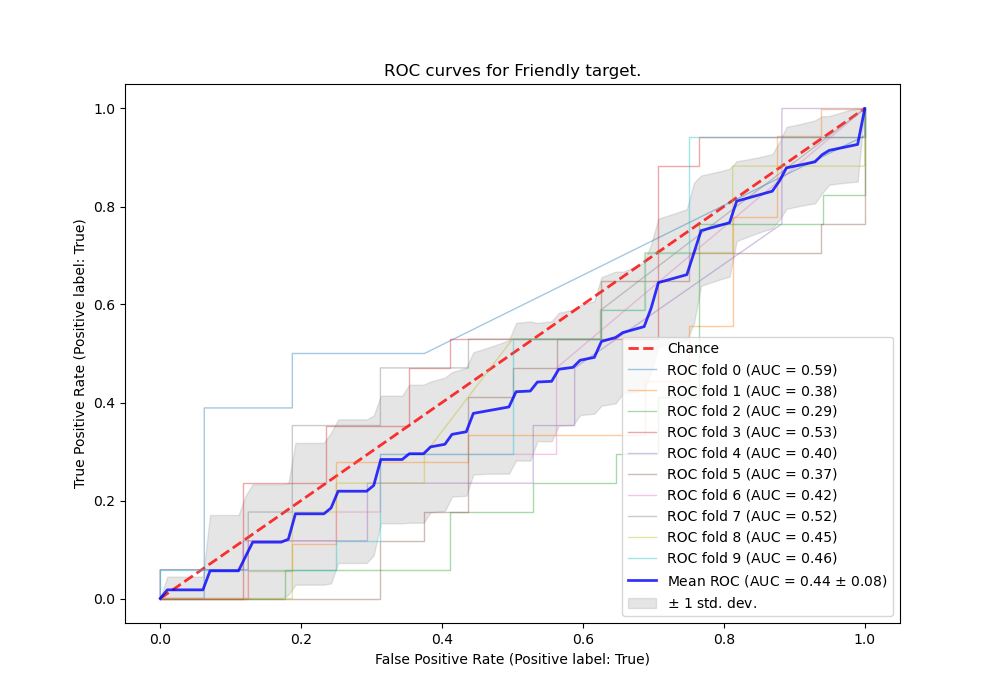 ROC curves for Friendly target.
True Positive Rate (Positive label: True)
1.0
0.8
0.6
0.4
0.2
0.0
Chance
ROC fold 0 (AUC = 0.59)
ROC fold 1 (AUC = 0.38)
ROC fold 2 (AUC = 0.29)
ROC fold 3 (AUC = 0.53)
ROC fold 4 (AUC = 0.40)
ROC fold 5 (AUC = 0.37)
ROC fold 6 (AUC = 0.42)
ROC fold 7 (AUC = 0.52)
ROC fold 8 (AUC = 0.45)
ROC fold 9 (AUC = 0.46)
Mean ROC (AUC = 0.44 ± 0.08)
± 1 std. dev.
0.0 0.2 0.4 0.6 0.8 1.0
False Positive Rate (Positive label: True)